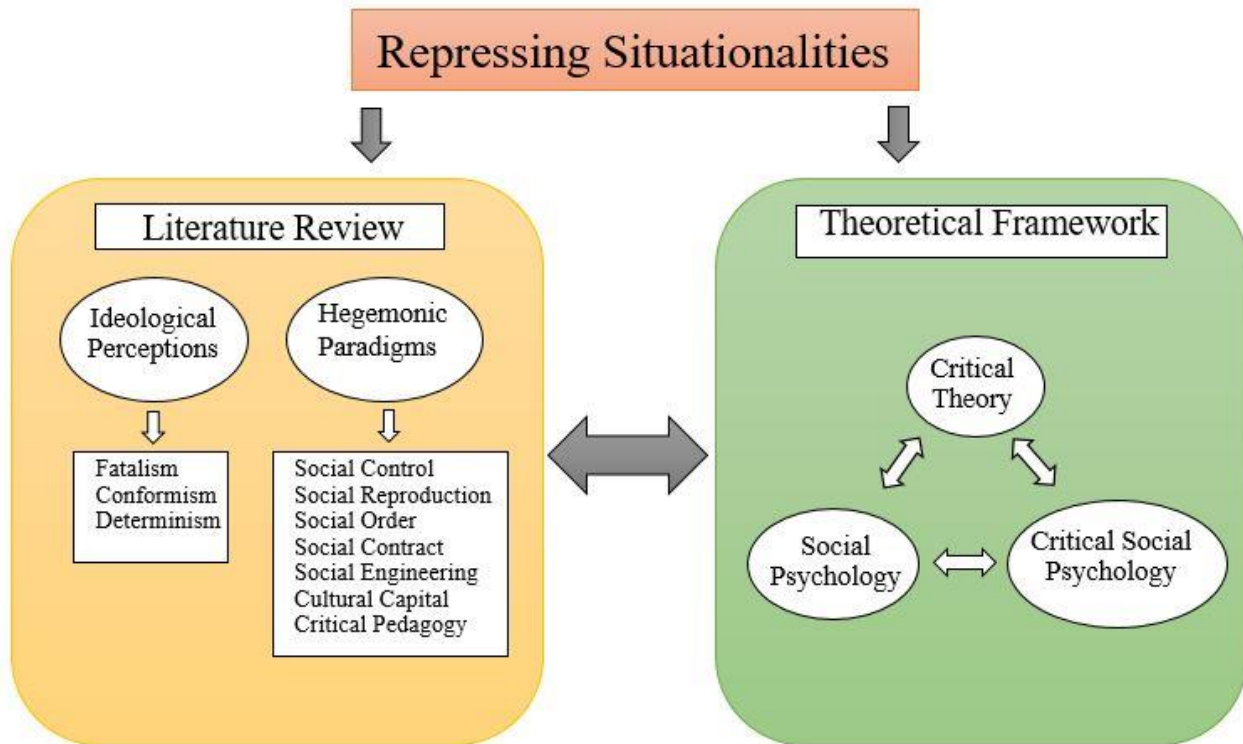 Repressing Situationalities
Literature Review
Ideological
Perceptions
Hegemonic
Paradigms
Fatalism
Conformism
Determinism
Social Control
Social Reproduction
Social Order
Social Contract
Social Engineering
Cultural Capital
Critical Pedagogy
Theoretical Framework
Critical
Theory
Social
Psychology
Critical Social
Psychology